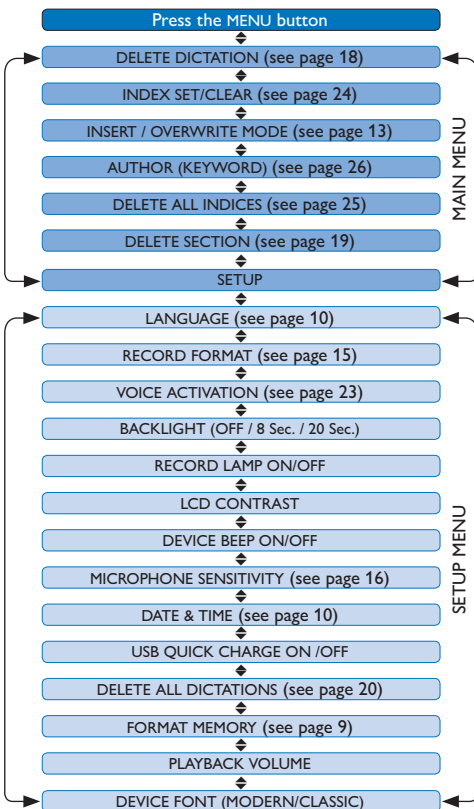 Press the MENU button
DELETE DICTATION (see page 18)
INDEX SET/CLEAR (see page 24)
INSERT / OVERWRITE MODE (see page 13)
AUTHOR (KEYWORD) (see page 26)
DELETE ALL INDICES (see page 25)
DELETE SECTION (see page 19)
SETUP
MAIN MENU
LANGUAGE (see page 10)
RECORD FORMAT (see page 15)
VOICE ACTIVATION (see page 23)
BACKLIGHT (OFF / 8 Sec. / 20 Sec.)
RECORD LAMP ON/OFF
LCD CONTRAST
DEVICE BEEP ON/OFF
MICROPHONE SENSITIVITY (see page 16)
DATE & TIME (see page 10)
USB QUICK CHARGE ON /OFF
DELETE ALL DICTATIONS (see page 20)
FORMAT MEMORY (see page 9)
PLAYBACK VOLUME
DEVICE FONT (MODERN/CLASSIC)
SETUP MENU